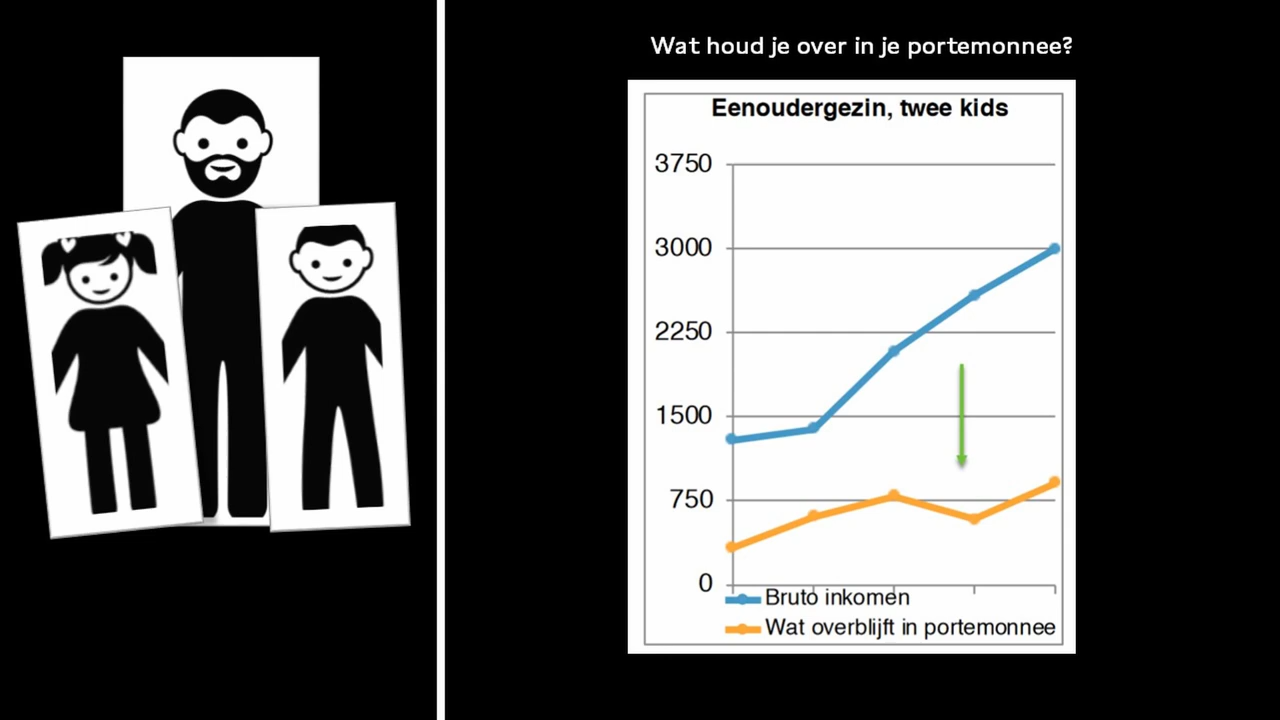 Wat houd je over in je portemonnee?
Eenoudergezin, twee kids
3750
3000
2250
1500
750
0
Bruto inkomen
Wat overblijft in portemonnee